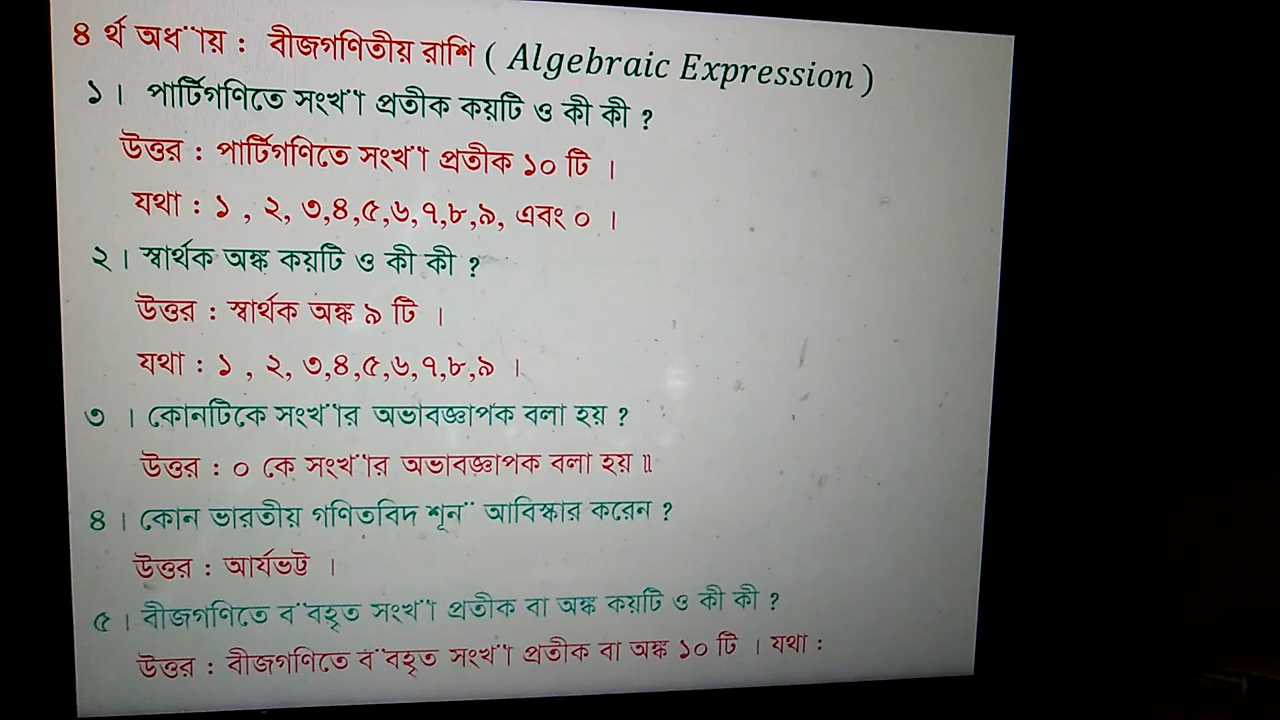 ৪ র্থ অধ্যায় : বীজগণিতীয় রাশি ( Algebraic Expression )
১ । পাটিগণিতে সংখ্যা প্রতীক কয়টি ও কী কী ?
উত্তর : পাটিগণিতে সংখ্যা প্রতীক ১০ টি ।
যথা : ১ , ২, ৩,৪,৫,৬,৭,৮,৯, এবং ০ ।
২ । স্বার্থক অঙ্ক কয়টি ও কী কী ?
উত্তর : স্বার্থক অঙ্ক ৯ টি ।
যথা : ১ , ২, ৩,৪,৫,৬,৭,৮,৯ ।
৩ । কোনটিকে সংখ্যার অভাবজ্ঞাপক বলা হয় ?
উত্তর : ০ কে সংখ্যার অভাবজ্ঞাপক বলা হয় ॥
৪ । কোন ভারতীয় গণিতবিদ শূন্য আবিস্কার করেন ?
উত্তর : আর্যভট্ট ।
৫ । বীজগণিতে ব্যবহৃত সংখ্যা প্রতীক বা অঙ্ক কয়টি ও কী কী ?
উত্তর : বীজগণিতে ব্যবহৃত সংখ্যা প্রতীক বা অঙ্ক ১০ টি । যথা :